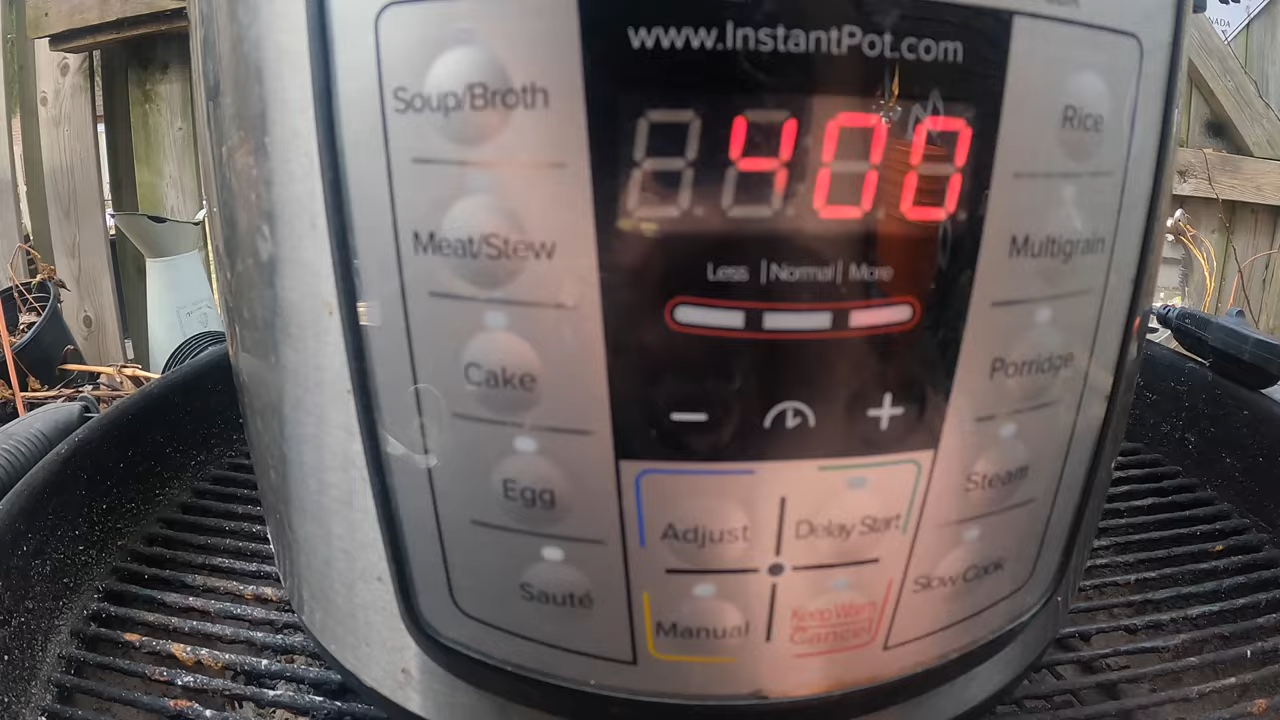 www.InstantPot.com
400
Less | Normal | More
− +
Soup/Broth
Meat/Stew
Cake
Egg
Sauté
Rice
Multigrain
Porridge
Steam
Slow Cook
Adjust
Delay Start
Manual
Keep Warm
Cancel